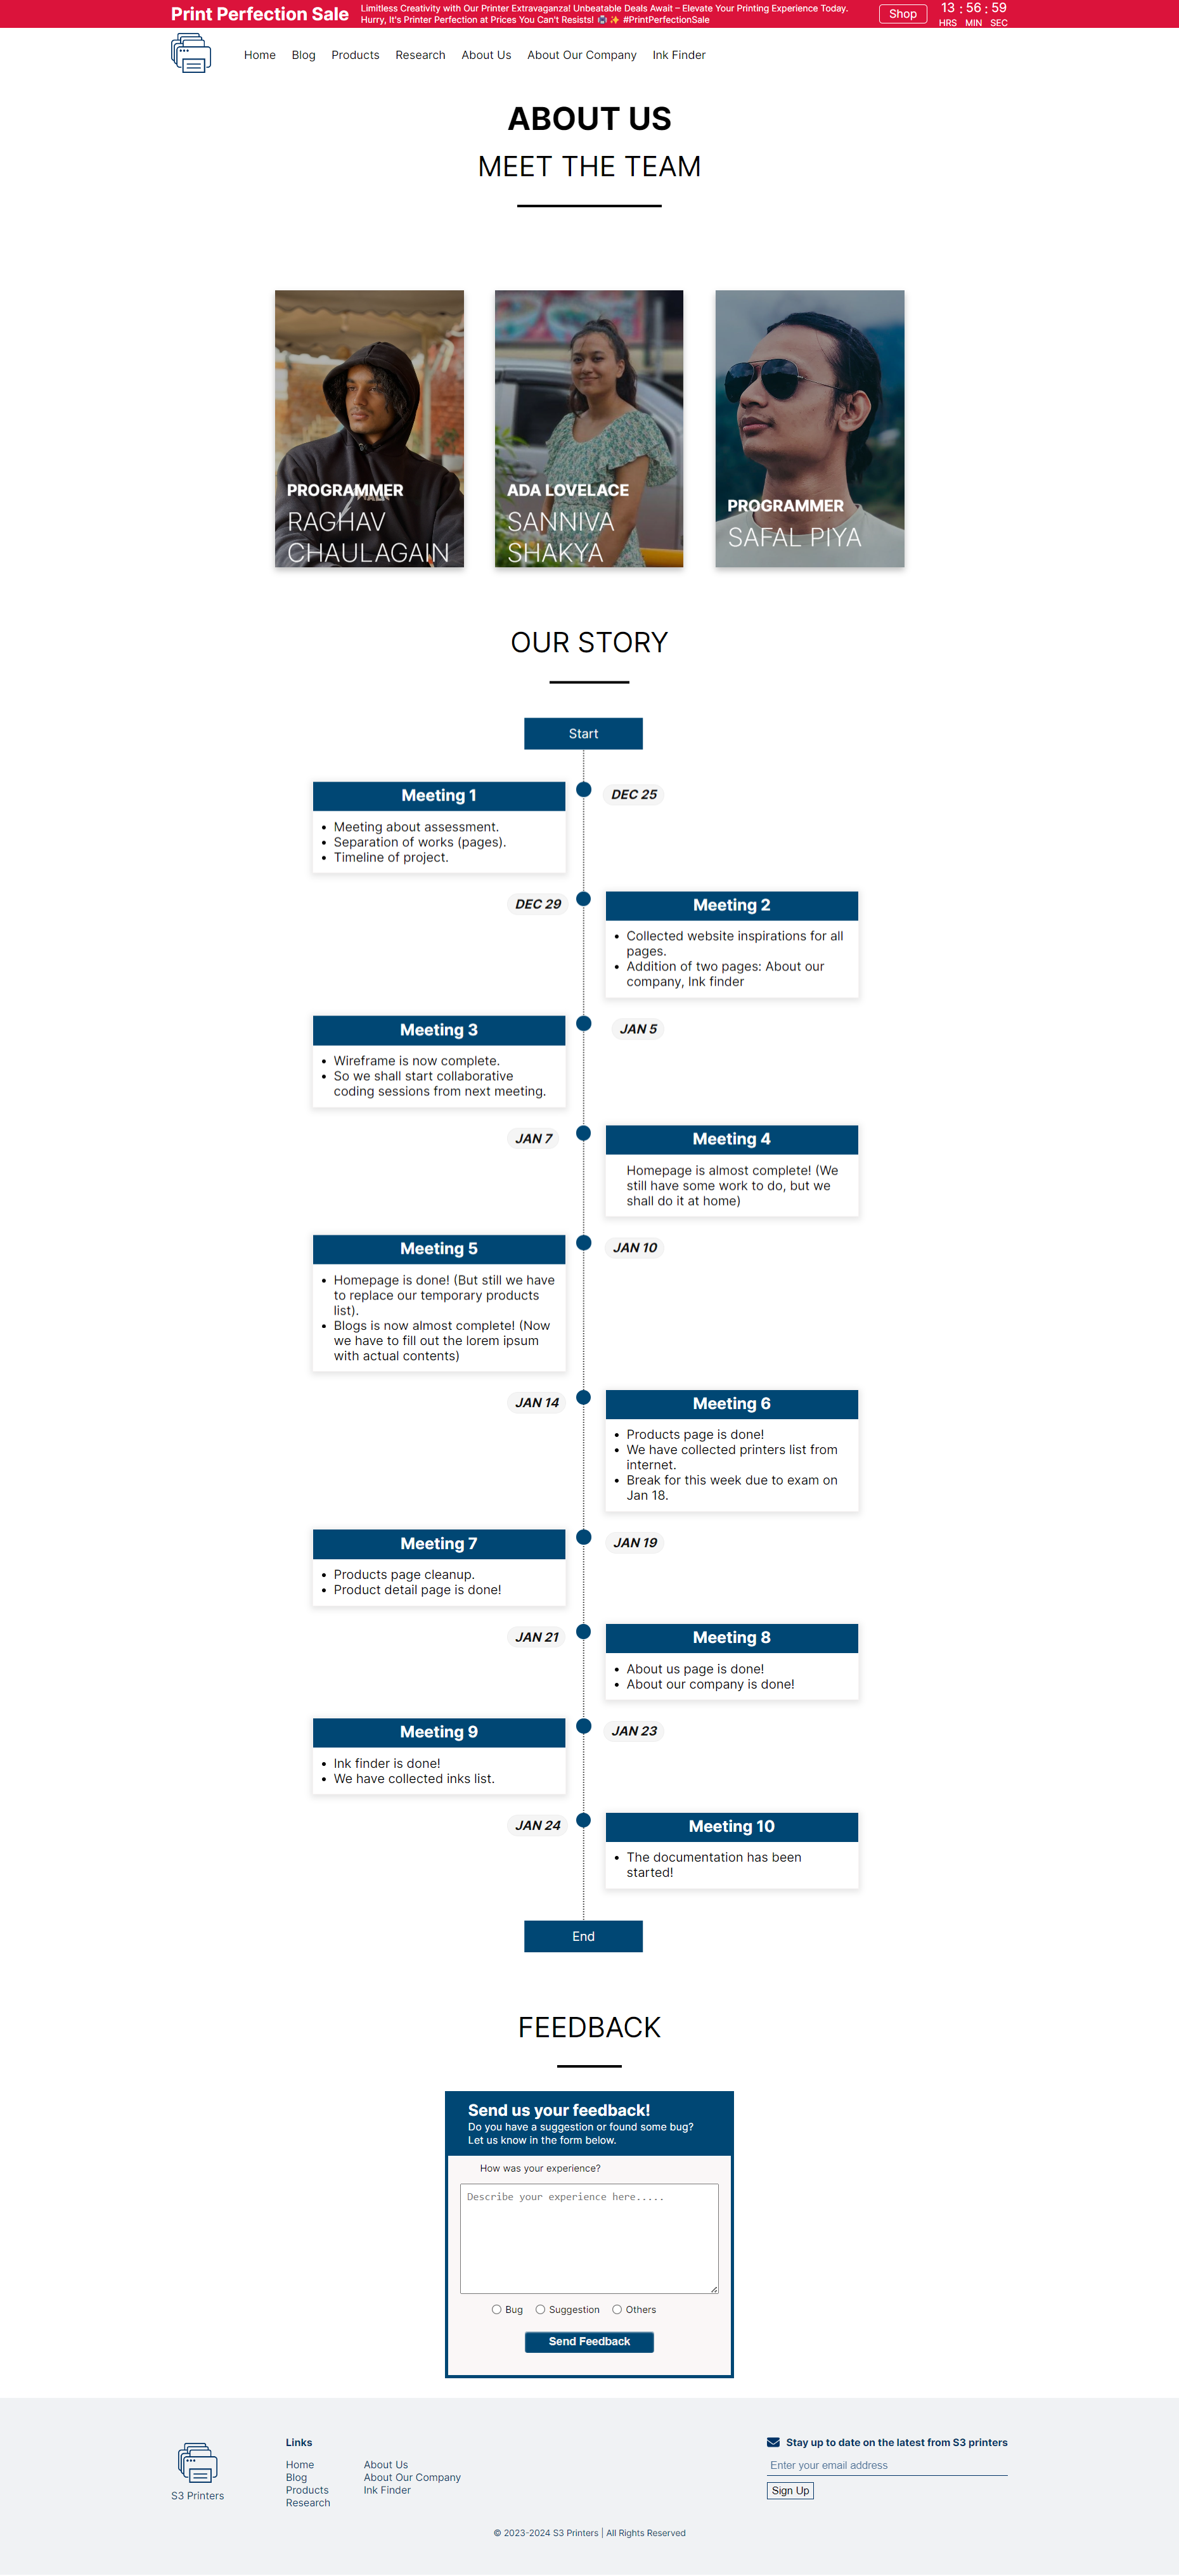 Print Perfection Sale
Limitless Creativity with Our Printer Extravaganza! Unbeatable Deals Await – Elevate Your Printing Experience Today.
Hurry, It's Printer Perfection at Prices You Can't Resists! 🖨️ ✨ #PrintPerfectionSale
Shop
13 : 56 : 59
HRS MIN SEC
Home Blog Products Research About Us About Our Company Ink Finder
ABOUT US
MEET THE TEAM
PROGRAMMER
RAGHAV
CHAULAGAIN
ADA LOVELACE
SANNIVA
SHAKYA
PROGRAMMER
SAFAL PIYA
OUR STORY
Start
Meeting 1
DEC 25
• Meeting about assessment.
• Separation of works (pages).
• Timeline of project.
DEC 29
Meeting 2
• Collected website inspirations for all
pages.
• Addition of two pages: About our
company, Ink finder
Meeting 3
JAN 5
• Wireframe is now complete.
• So we shall start collaborative
coding sessions from next meeting.
JAN 7
Meeting 4
Homepage is almost complete! (We
still have some work to do, but we
shall do it at home)
Meeting 5
JAN 10
• Homepage is done! (But still we have
to replace our temporary products
list).
• Blogs is now almost complete! (Now
we have to fill out the lorem ipsum
with actual contents)
JAN 14
Meeting 6
• Products page is done!
• We have collected printers list from
internet.
• Break for this week due to exam on
Jan 18.
Meeting 7
JAN 19
• Products page cleanup.
• Product detail page is done!
JAN 21
Meeting 8
• About us page is done!
• About our company is done!
Meeting 9
JAN 23
• Ink finder is done!
• We have collected inks list.
JAN 24
Meeting 10
• The documentation has been
started!
End
FEEDBACK
Send us your feedback!
Do you have a suggestion or found some bug?
Let us know in the form below.
How was your experience?
Describe your experience here.....
Bug Suggestion Others
Send Feedback
S3 Printers
Links
Home
Blog
Products
Research
About Us
About Our Company
Ink Finder
Stay up to date on the latest from S3 printers
Enter your email address
Sign Up
© 2023-2024 S3 Printers | All Rights Reserved